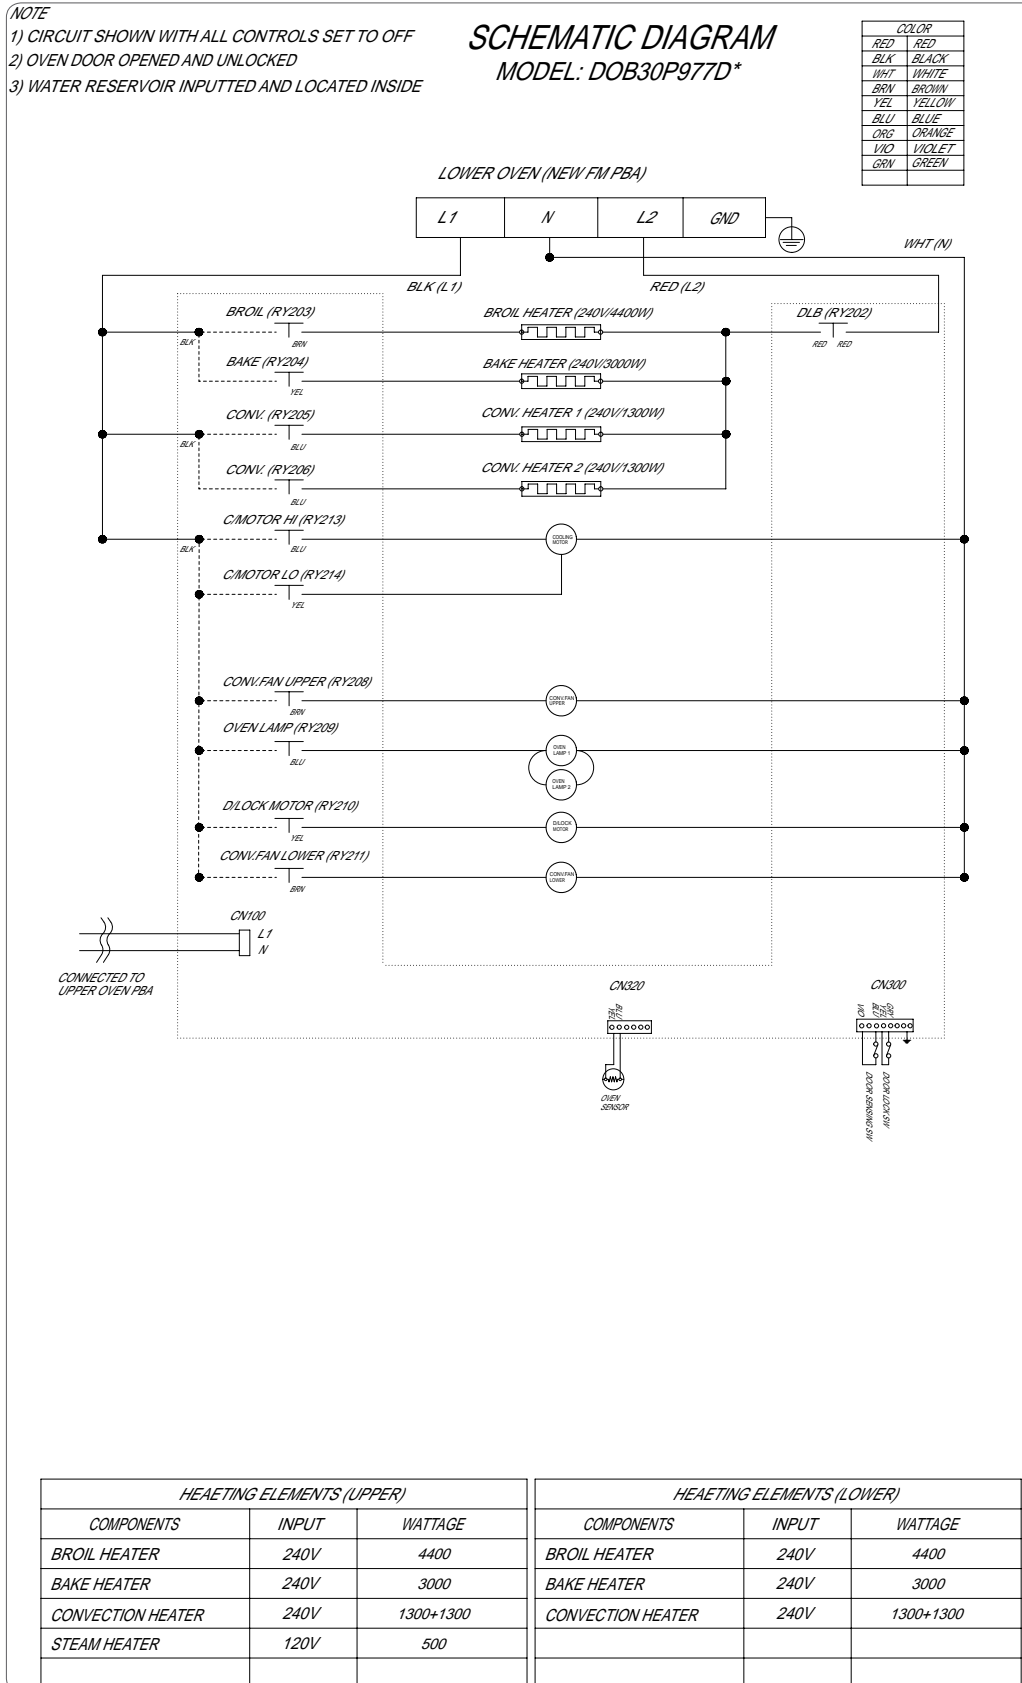 NOTE
1) CIRCUIT SHOWN WITH ALL CONTROLS SET TO OFF
2) OVEN DOOR OPENED AND UNLOCKED
3) WATER RESERVOIR INPUTTED AND LOCATED INSIDE
SCHEMATIC DIAGRAM
MODEL: DOB30P977D*
COLOR
RED RED
BLK BLACK
WHT WHITE
BRN BROWN
YEL YELLOW
BLU BLUE
ORG ORANGE
VIO VIOLET
GRN GREEN
LOWER OVEN (NEW FM PBA)
L1 N L2 GND
WHT (N)
BLK (L1) RED (L2)
BROIL (RY203) BROIL HEATER (240V/4400W) DLB (RY202)
BLK BRN RED RED
BAKE (RY204) BAKE HEATER (240V/3000W)
YEL
CONV. (RY205) CONV. HEATER 1 (240V/1300W)
BLK BLU
CONV. (RY206) CONV. HEATER 2 (240V/1300W)
BLU
C/MOTOR HI (RY213)
COOLING
MOTOR
BLK BLU
C/MOTOR LO (RY214)
YEL
CONV.FAN UPPER (RY208)
CONV.FAN
UPPER
BRN
OVEN LAMP (RY209)
OVEN
LAMP 1
BLU
OVEN
LAMP 2
D/LOCK MOTOR (RY210)
D/LOCK
MOTOR
YEL
CONV.FAN LOWER (RY211)
CONV.FAN
LOWER
BRN
CN100
L1
N
CONNECTED TO
UPPER OVEN PBA
CN320
YEL
BLU
OVEN
SENSOR
CN300
VIO
BLU
YEL
GRY
DOOR SENSING SW
DOOR LOCK SW
HEAETING ELEMENTS (UPPER)
COMPONENTS INPUT WATTAGE
BROIL HEATER 240V 4400
BAKE HEATER 240V 3000
CONVECTION HEATER 240V 1300+1300
STEAM HEATER 120V 500
HEAETING ELEMENTS (LOWER)
COMPONENTS INPUT WATTAGE
BROIL HEATER 240V 4400
BAKE HEATER 240V 3000
CONVECTION HEATER 240V 1300+1300